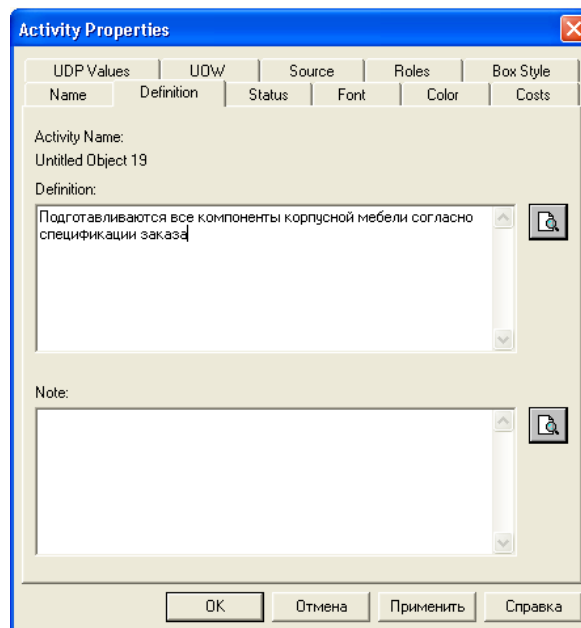 Activity Properties
UDP Values UOW Source Roles Box Style
Name Definition Status Font Color Costs
Activity Name:
Untitled Object 19
Definition:
Подготавливаются все компоненты корпусной мебели согласно
спецификации заказа
Note:
OK Отмена Применить Справка